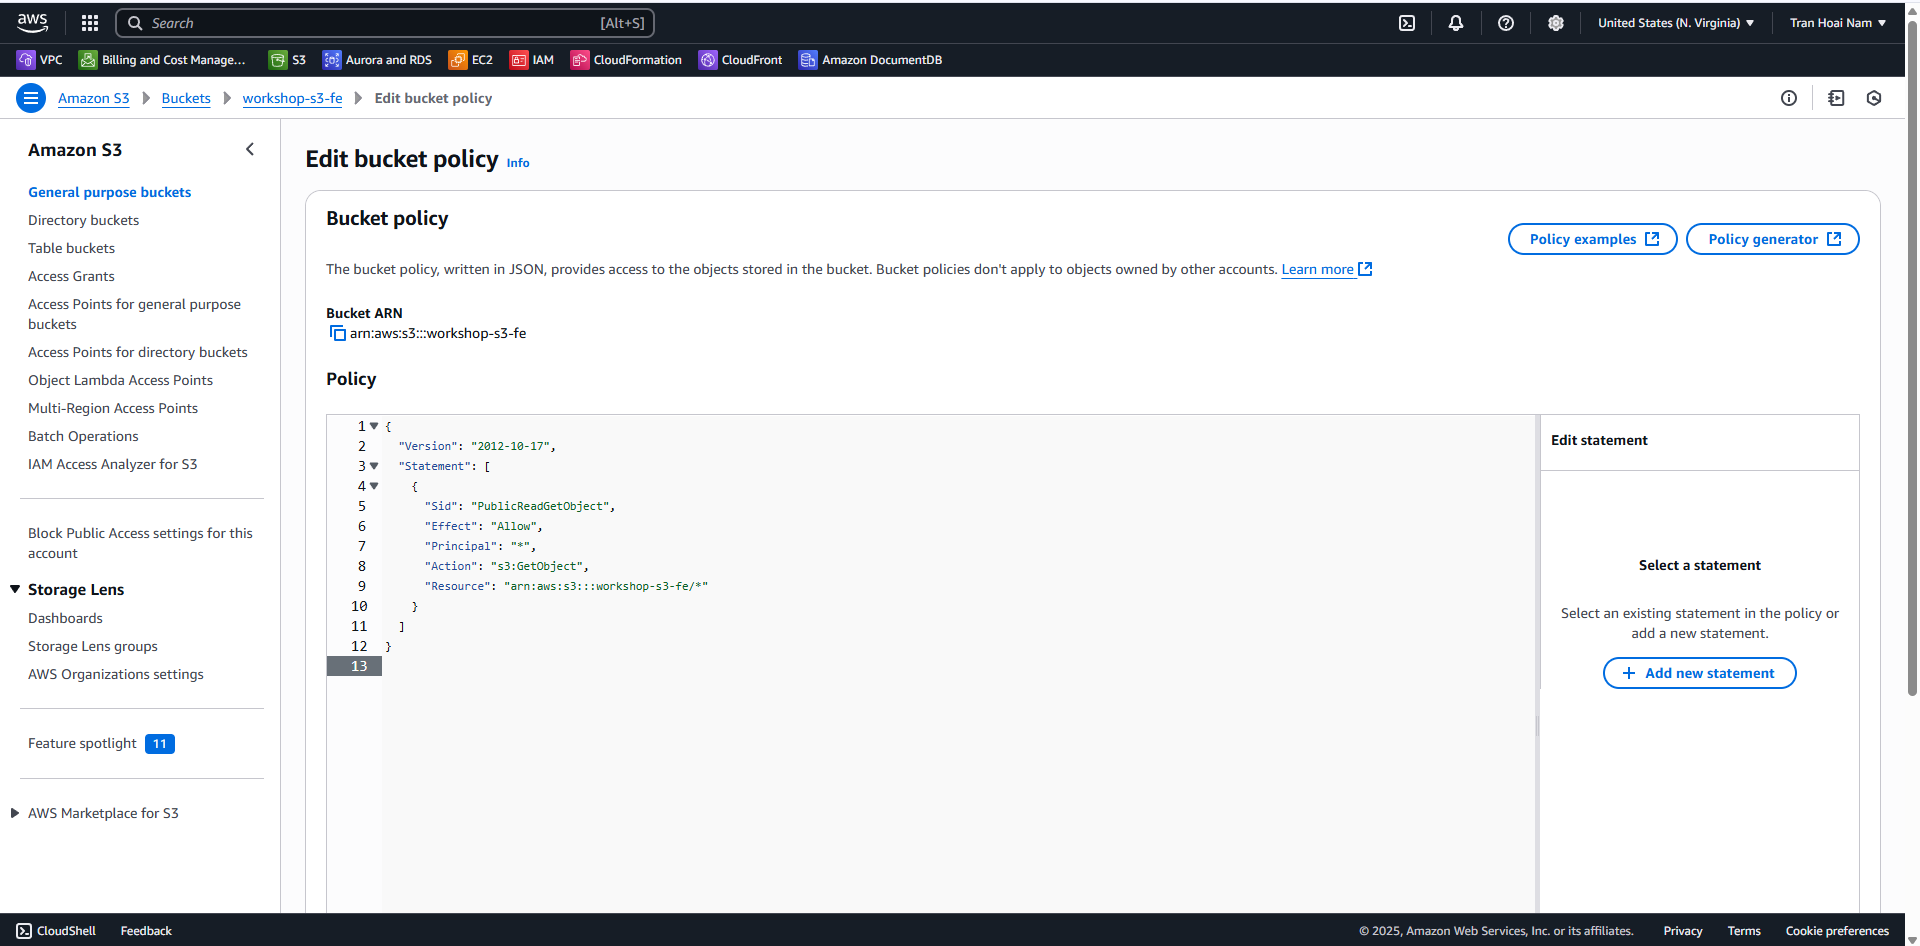 aws
Search [Alt+S]
United States (N. Virginia)
Tran Hoai Nam
VPC
Billing and Cost Manage...
S3
Aurora and RDS
EC2
IAM
CloudFormation
CloudFront
Amazon DocumentDB
Amazon S3
Buckets
workshop-s3-fe
Edit bucket policy
Amazon S3
General purpose buckets
Directory buckets
Table buckets
Access Grants
Access Points for general purpose
buckets
Access Points for directory buckets
Object Lambda Access Points
Multi-Region Access Points
Batch Operations
IAM Access Analyzer for S3
Block Public Access settings for this
account
Storage Lens
Dashboards
Storage Lens groups
AWS Organizations settings
Feature spotlight 11
AWS Marketplace for S3
Edit bucket policy Info
Bucket policy
Policy examples
Policy generator
The bucket policy, written in JSON, provides access to the objects stored in the bucket. Bucket policies don't apply to objects owned by other accounts. Learn more
Bucket ARN
arn:aws:s3:::workshop-s3-fe
Policy
1 {
2 "Version": "2012-10-17",
3 "Statement": [
4 {
5 "Sid": "PublicReadGetObject",
6 "Effect": "Allow",
7 "Principal": "*",
8 "Action": "s3:GetObject",
9 "Resource": "arn:aws:s3:::workshop-s3-fe/*"
10 }
11 ]
12 }
13
Edit statement
Select a statement
Select an existing statement in the policy or
add a new statement.
Add new statement
CloudShell
Feedback
© 2025, Amazon Web Services, Inc. or its affiliates.
Privacy
Terms
Cookie preferences